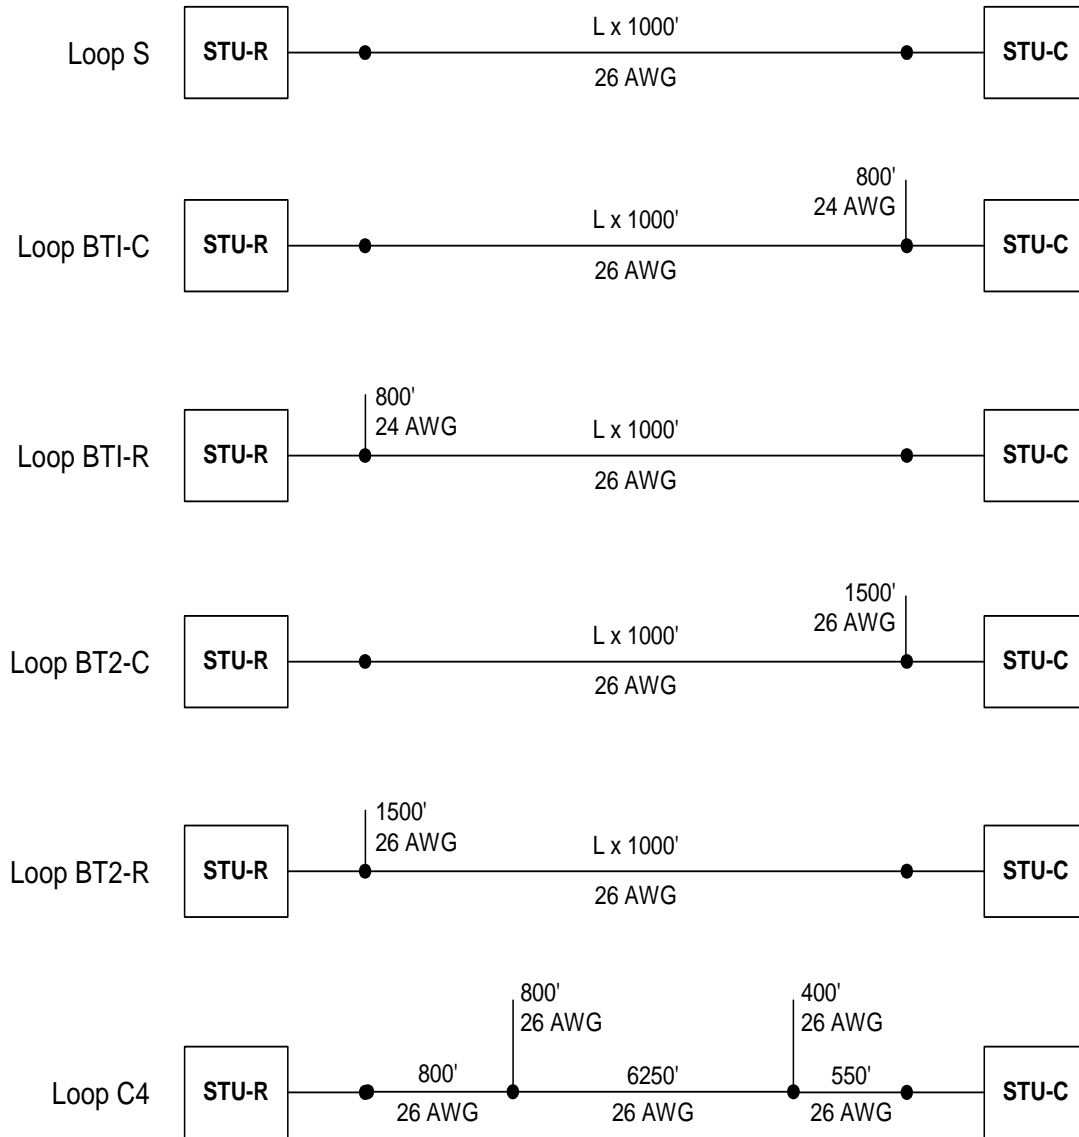 Loop S
STU-R
L x 1000'
26 AWG
STU-C
Loop BTI-C
STU-R
L x 1000'
26 AWG
800'
24 AWG
STU-C
Loop BTI-R
STU-R
800'
24 AWG
L x 1000'
26 AWG
STU-C
Loop BT2-C
STU-R
L x 1000'
26 AWG
1500'
26 AWG
STU-C
Loop BT2-R
STU-R
1500'
26 AWG
L x 1000'
26 AWG
STU-C
Loop C4
STU-R
800'
26 AWG
800'
26 AWG
6250'
26 AWG
400'
26 AWG
550'
26 AWG
STU-C